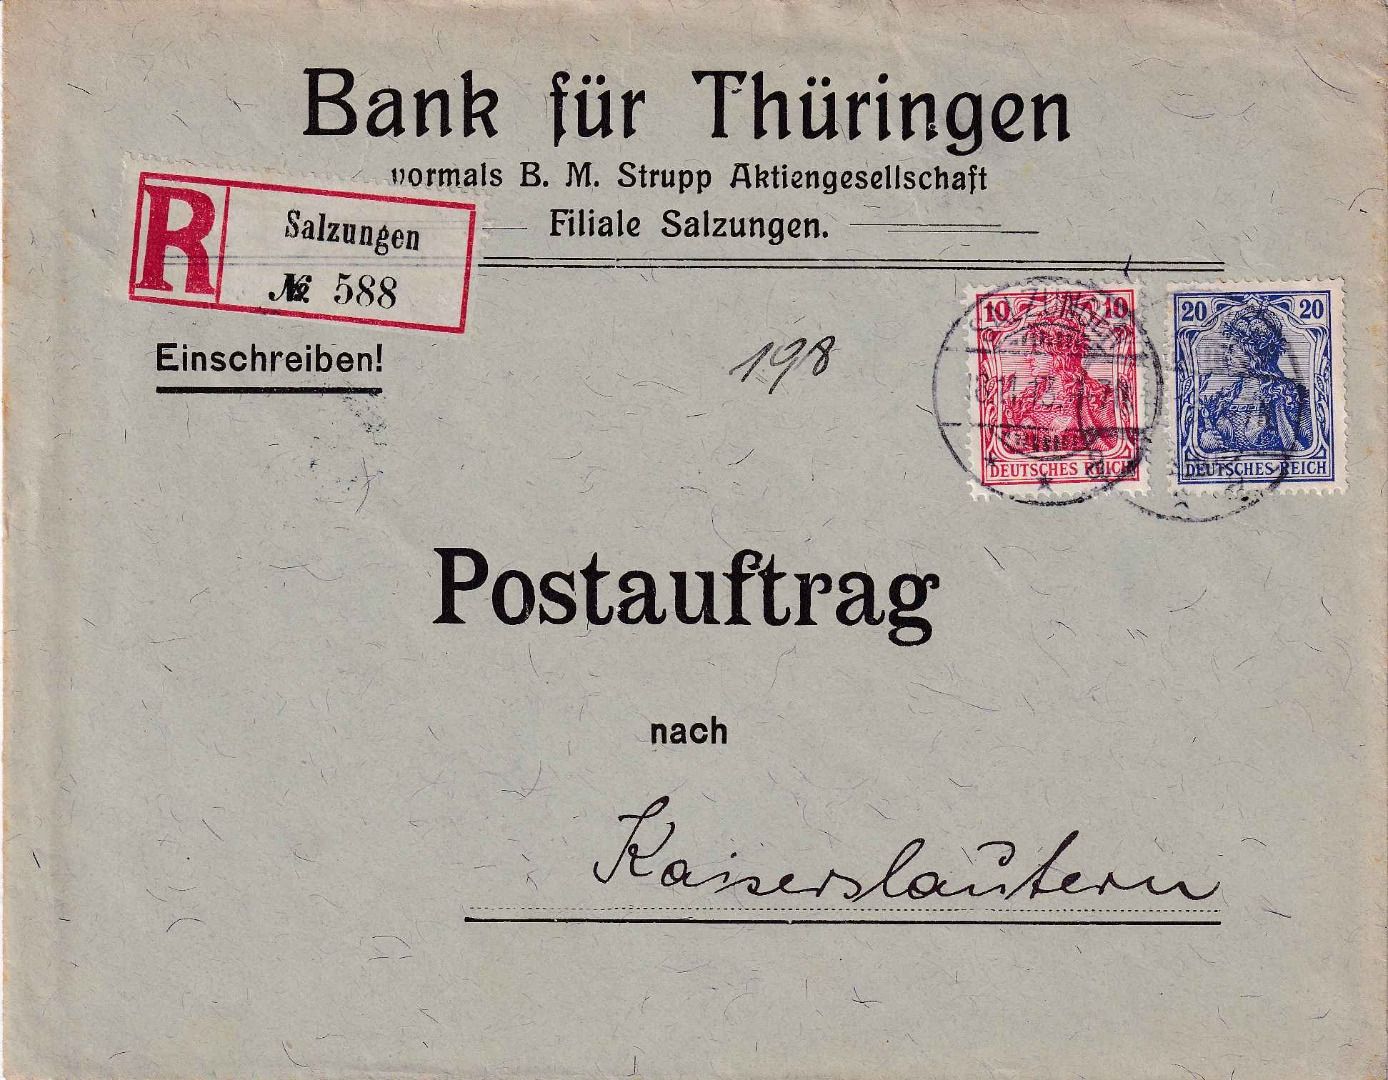 Bank für Thüringen
vormals B. M. Strupp Aktiengesellschaft
Filiale Salzungen.
R
Salzungen
№ 588
Einschreiben!
198
10 10
DEUTSCHES REICH
20 20
DEUTSCHES REICH
SALZUNGEN
a
Postauftrag
nach
Kaiserslautern